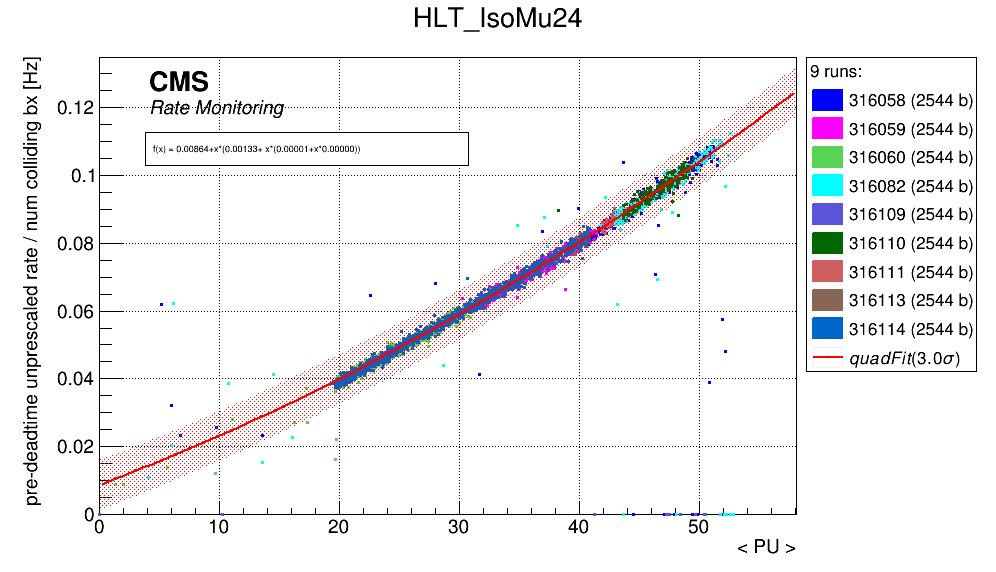 HLT_IsoMu24
pre-deadtime unprescaled rate / num colliding bx [Hz]
CMS
Rate Monitoring
f(x) = 0.00864+x*(0.00133+ x*(0.00001+x*0.00000))
0.12
0.1
0.08
0.06
0.04
0.02
0
0 10 20 30 40 50
< PU >
9 runs:
316058 (2544 b)
316059 (2544 b)
316060 (2544 b)
316082 (2544 b)
316109 (2544 b)
316110 (2544 b)
316111 (2544 b)
316113 (2544 b)
316114 (2544 b)
quadFit(3.0σ)